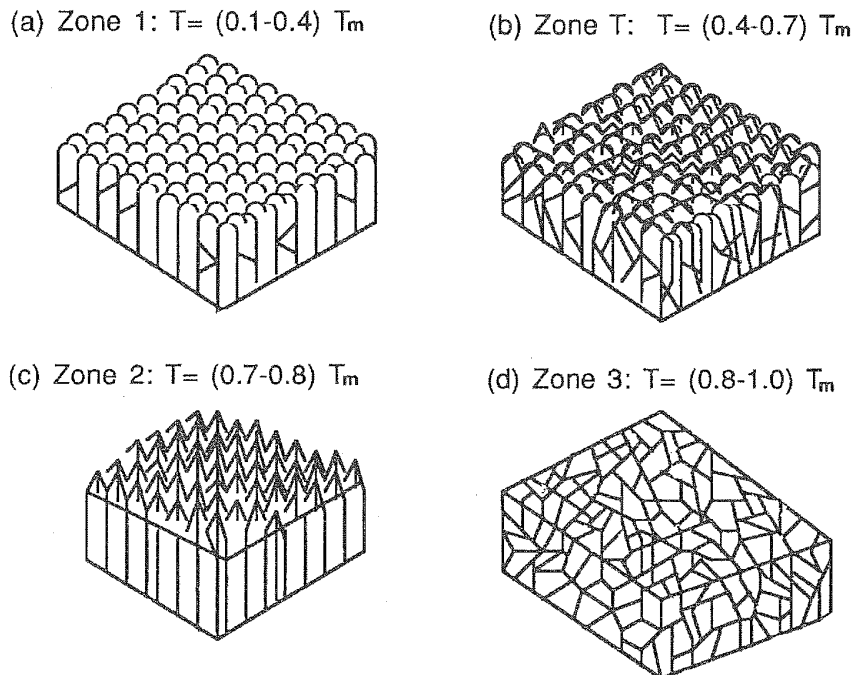 (a) Zone 1: T= (0.1-0.4) Tm
(b) Zone T: T= (0.4-0.7) Tm
(c) Zone 2: T= (0.7-0.8) Tm
(d) Zone 3: T= (0.8-1.0) Tm